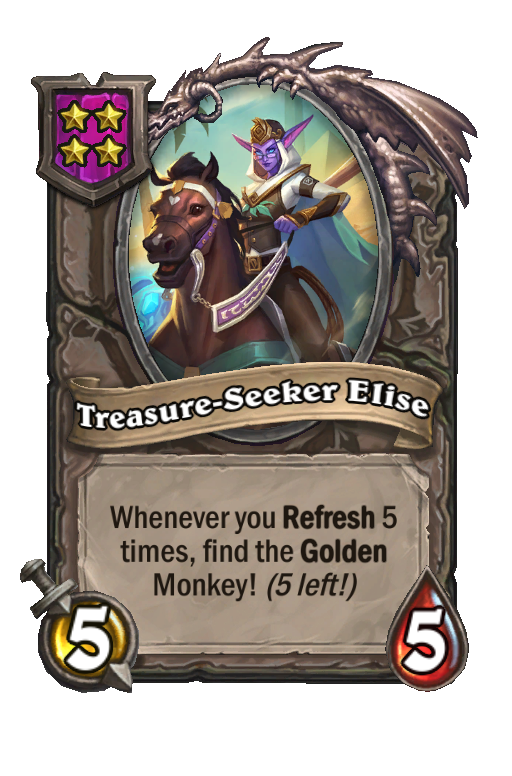 Treasure-Seeker Elise
Whenever you Refresh 5
times, find the Golden
Monkey! (5 left!)
5
5